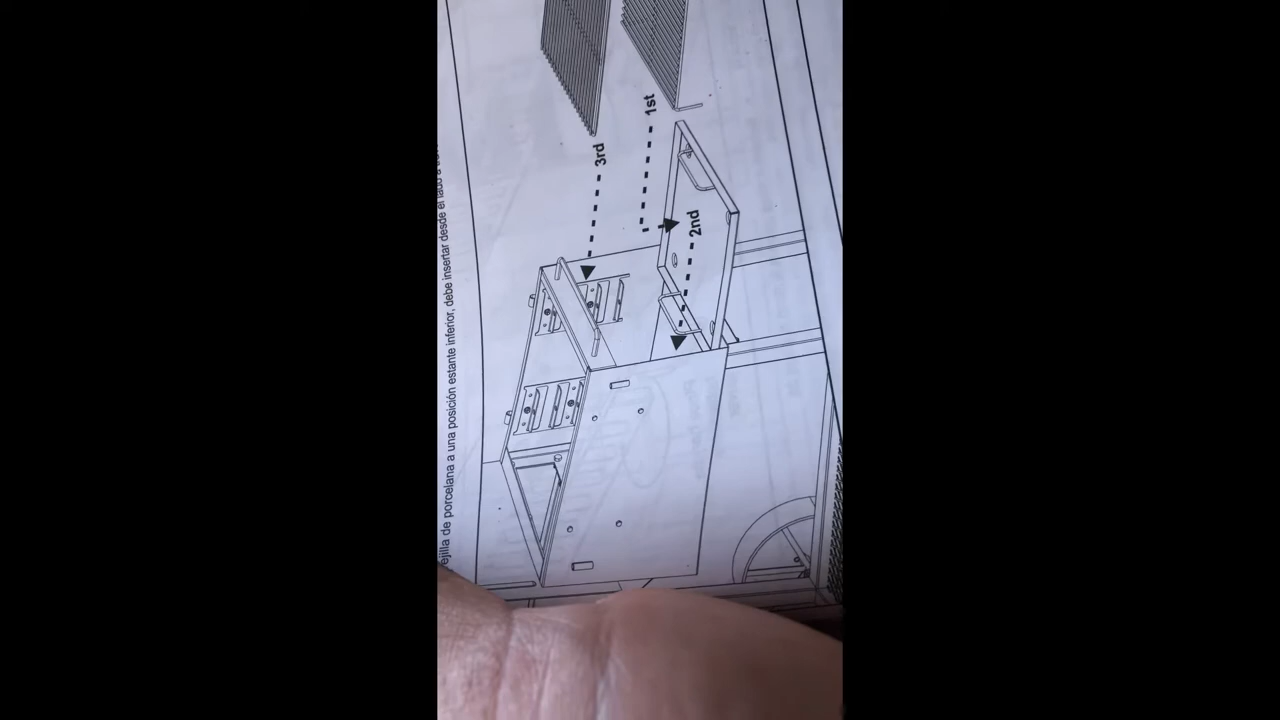 ejilla de porcelana a una posición estante inferior, debe insertar desde el lado a
1st
3rd
2nd